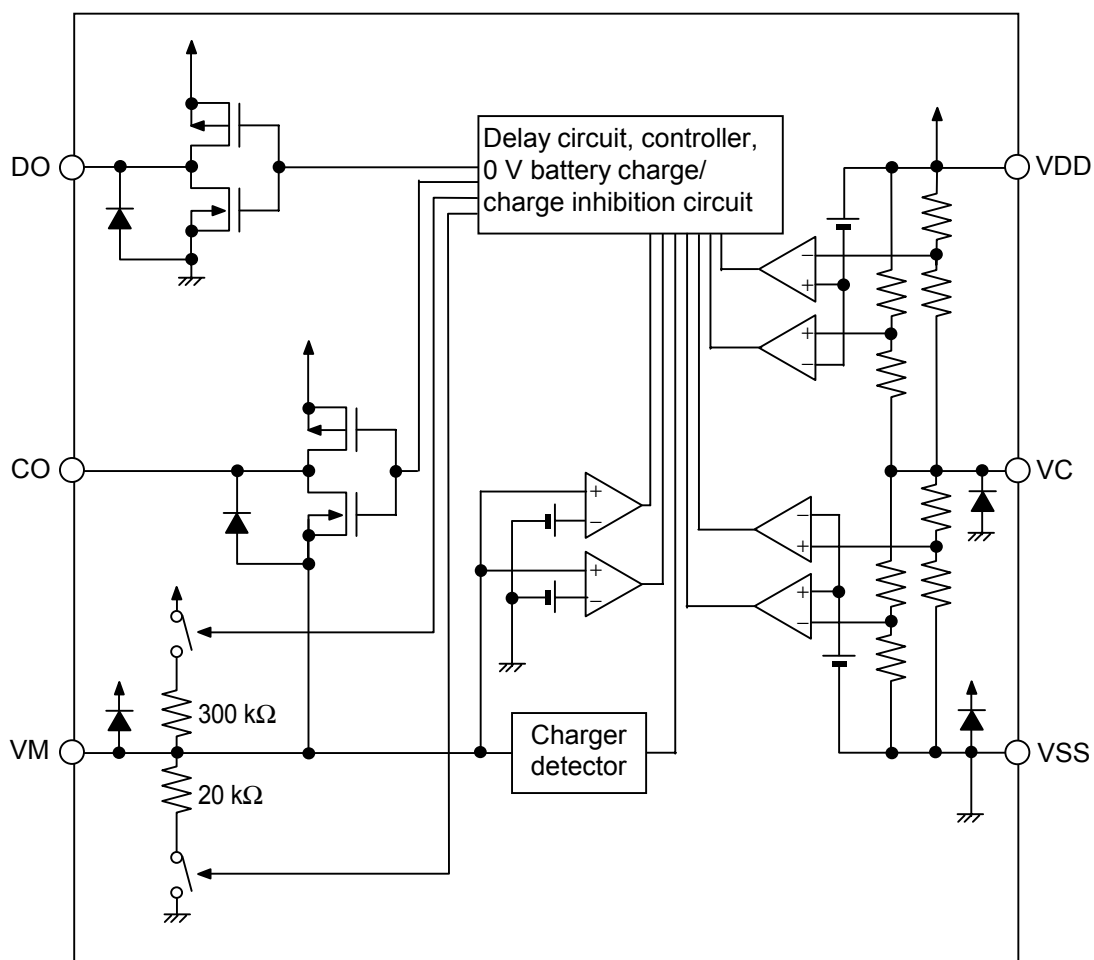 Delay circuit, controller,
0 V battery charge/
charge inhibition circuit
DO
VDD
−
+
+
−
CO
VC
+
−
+
−
−
+
+
−
300 kΩ
VM
Charger
detector
VSS
20 kΩ